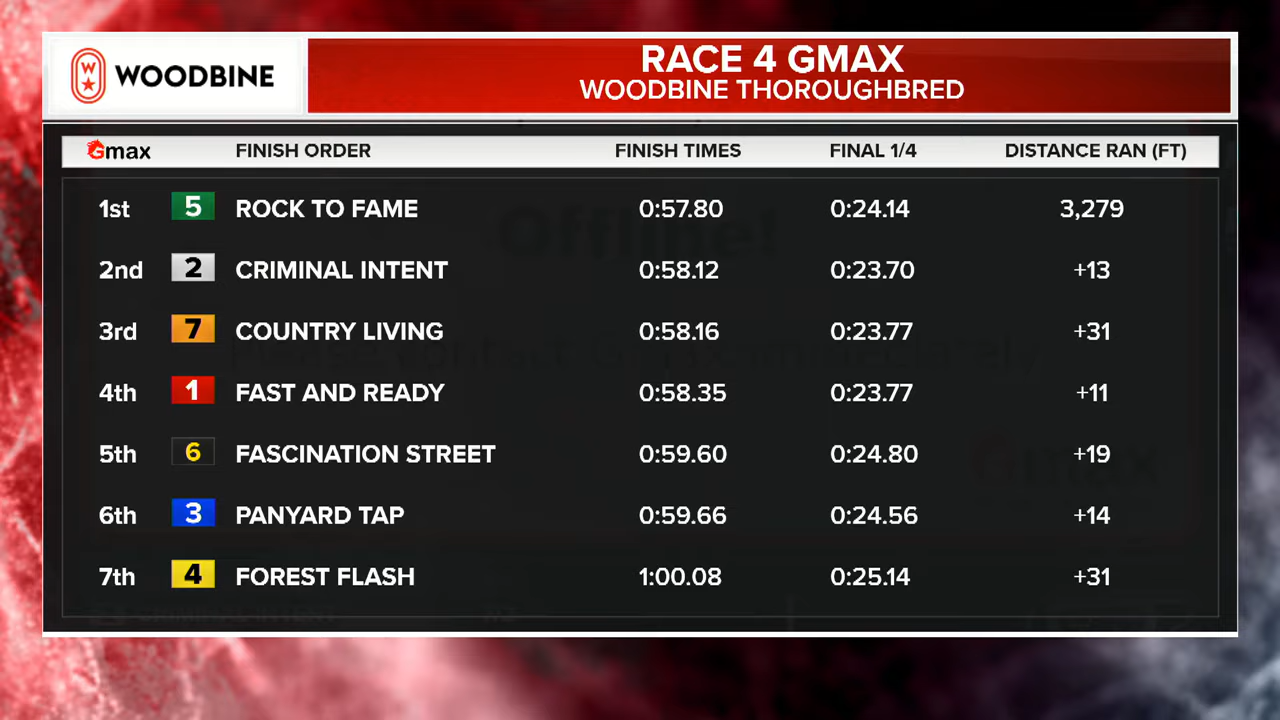 WOODBINE
RACE 4 GMAX
WOODBINE THOROUGHBRED
Gmax FINISH ORDER FINISH TIMES FINAL 1/4 DISTANCE RAN (FT)
1st 5 ROCK TO FAME 0:57.80 0:24.14 3,279
2nd 2 CRIMINAL INTENT 0:58.12 0:23.70 +13
3rd 7 COUNTRY LIVING 0:58.16 0:23.77 +31
4th 1 FAST AND READY 0:58.35 0:23.77 +11
5th 6 FASCINATION STREET 0:59.60 0:24.80 +19
6th 3 PANYARD TAP 0:59.66 0:24.56 +14
7th 4 FOREST FLASH 1:00.08 0:25.14 +31